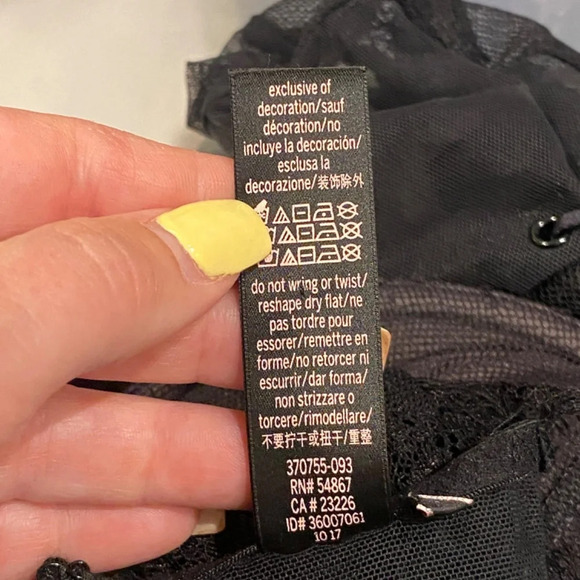 exclusive of
decoration/sauf
décoration/no
incluye la decoración/
esclusa la
decorazione/装饰除外
do not wring or twist/
reshape dry flat/ne
pas tordre pour
essorer/remettre en
forme/no retorcer ni
escurrir/dar forma/
non strizzare o
torcere/rimodellare/
不要拧干或扭干/重整
370755-093
RN# 54867
CA # 23226
ID# 36007061
10 17